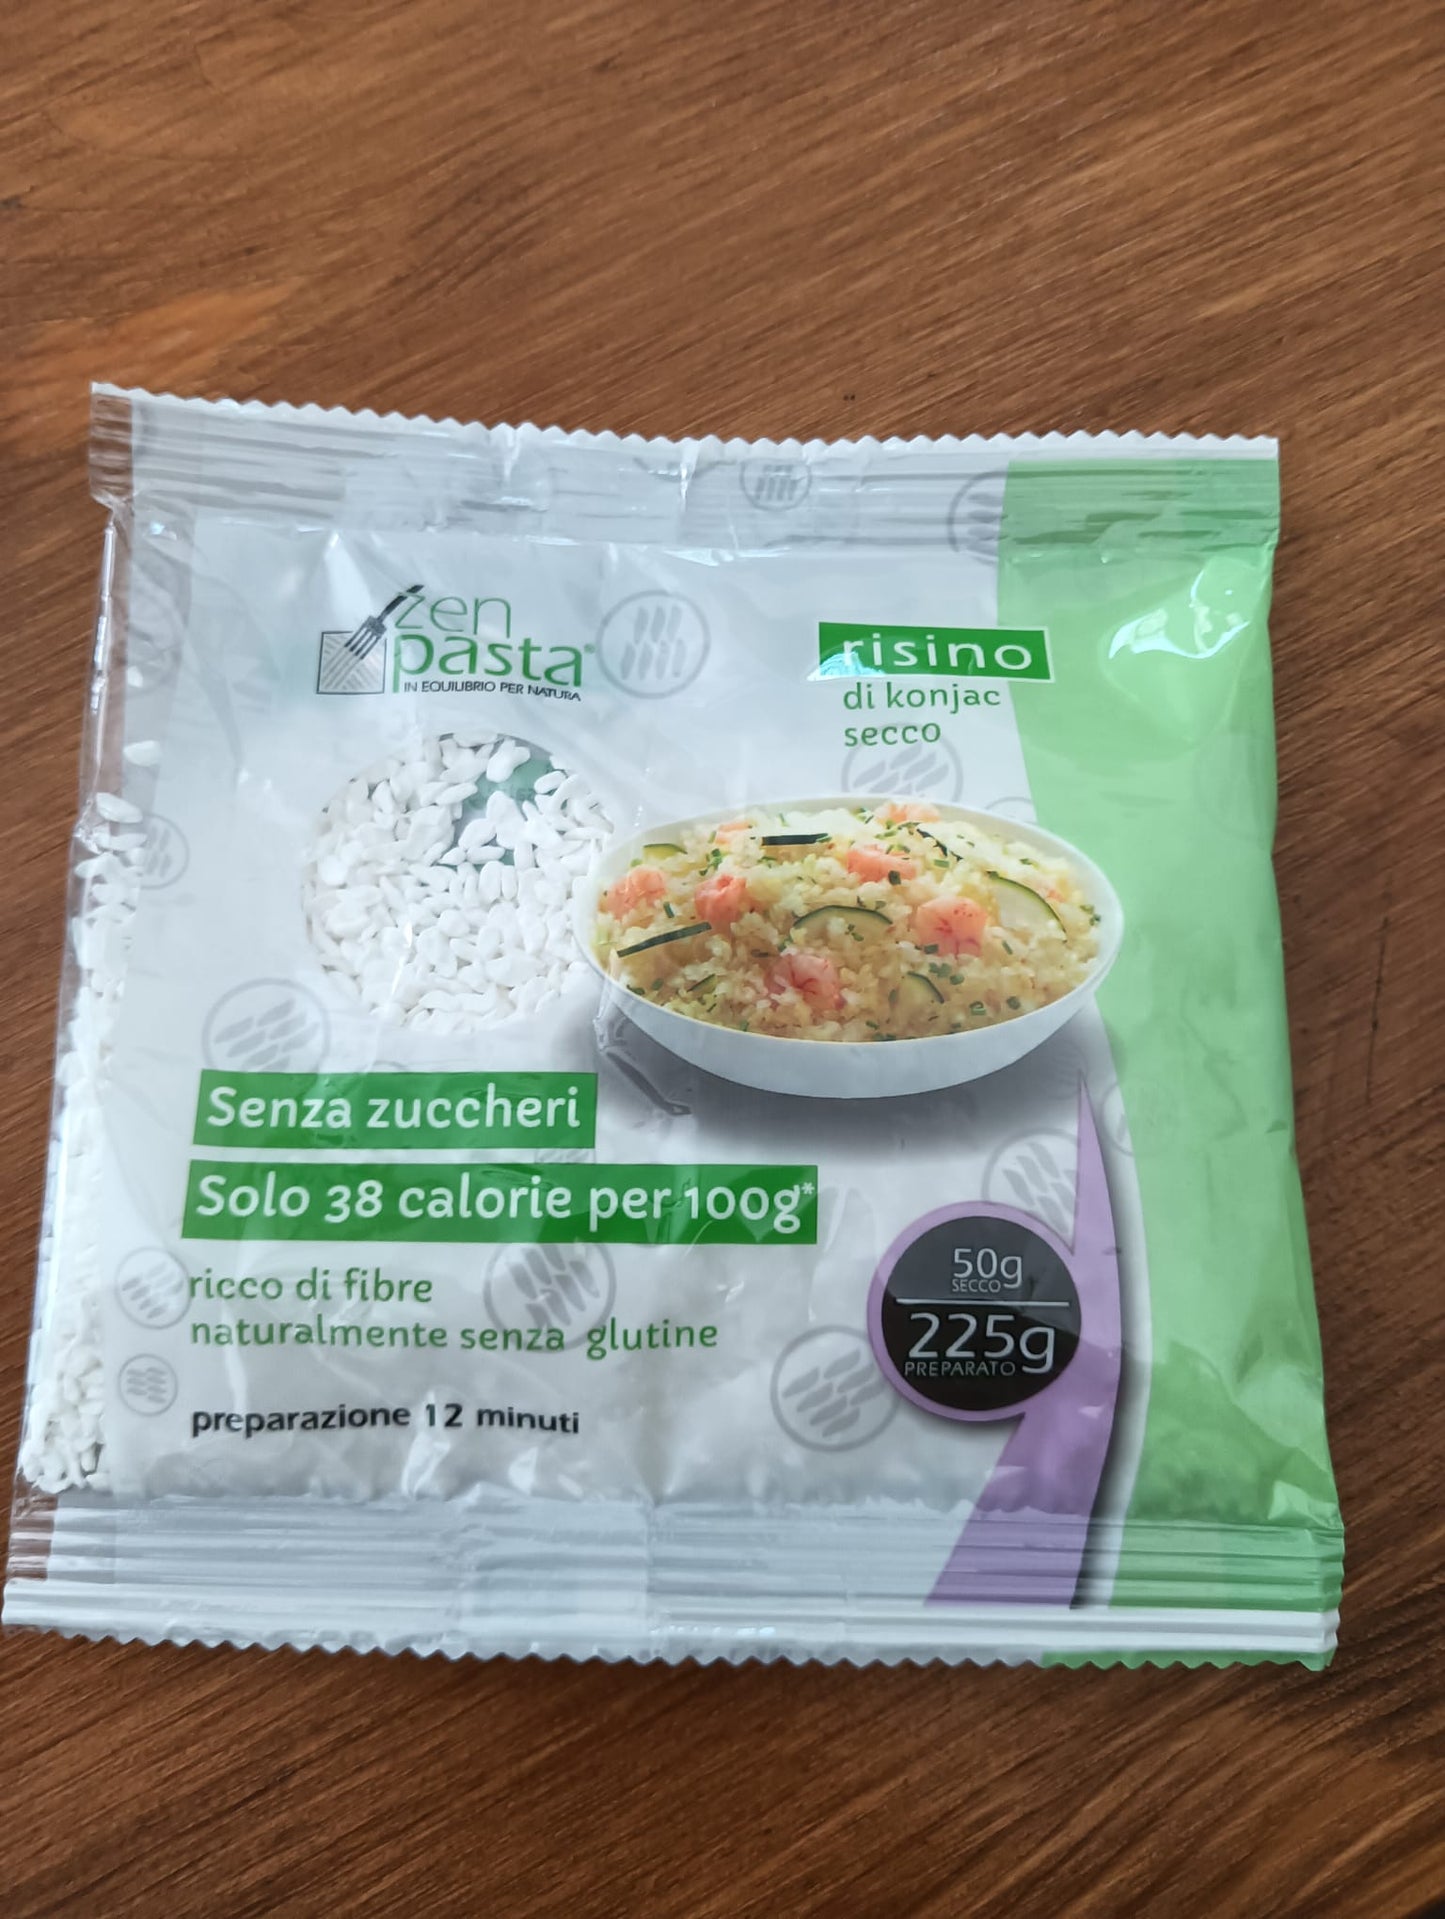 zen
pasta®
IN EQUILIBRIO PER NATURA
risino
di konjac
secco
Senza zuccheri
Solo 38 calorie per 100g*
ricco di fibre
naturalmente senza glutine
preparazione 12 minuti
50g
SECCO
225g
PREPARATO